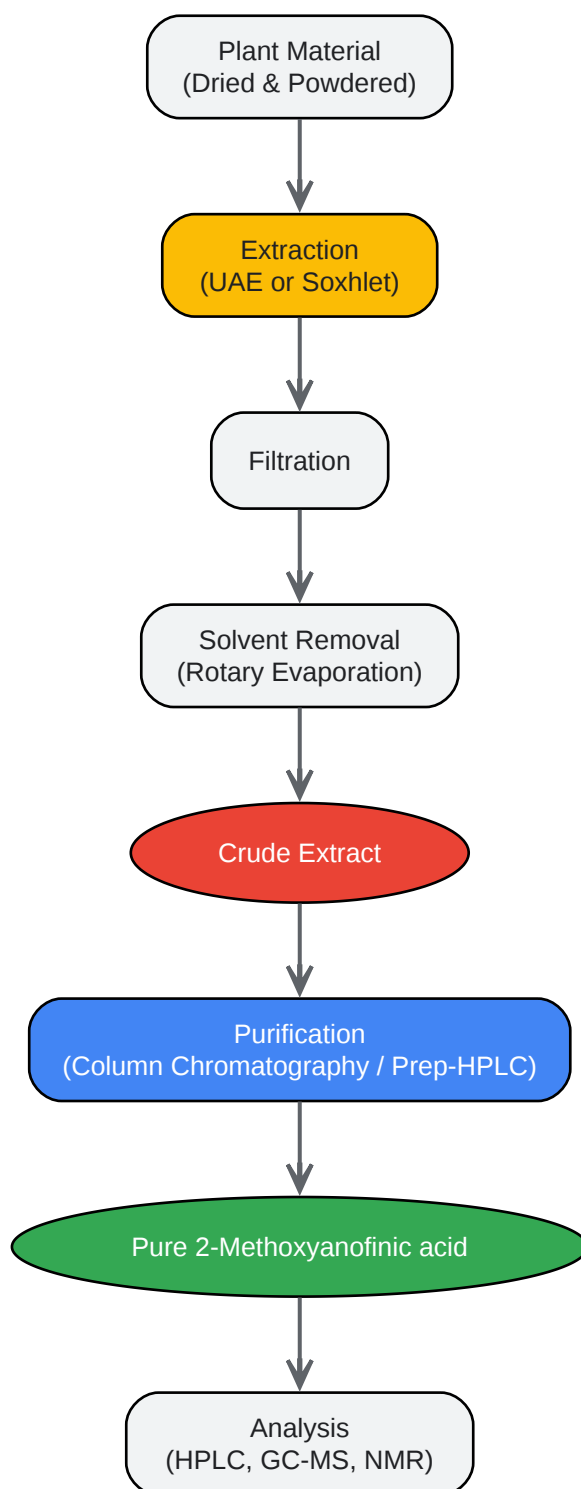 Plant Material
(Dried & Powdered)
Extraction
(UAE or Soxhlet)
Filtration
Solvent Removal
(Rotary Evaporation)
Crude Extract
Purification
(Column Chromatography / Prep-HPLC)
Pure 2-Methoxyanofinic acid
Analysis
(HPLC, GC-MS, NMR)